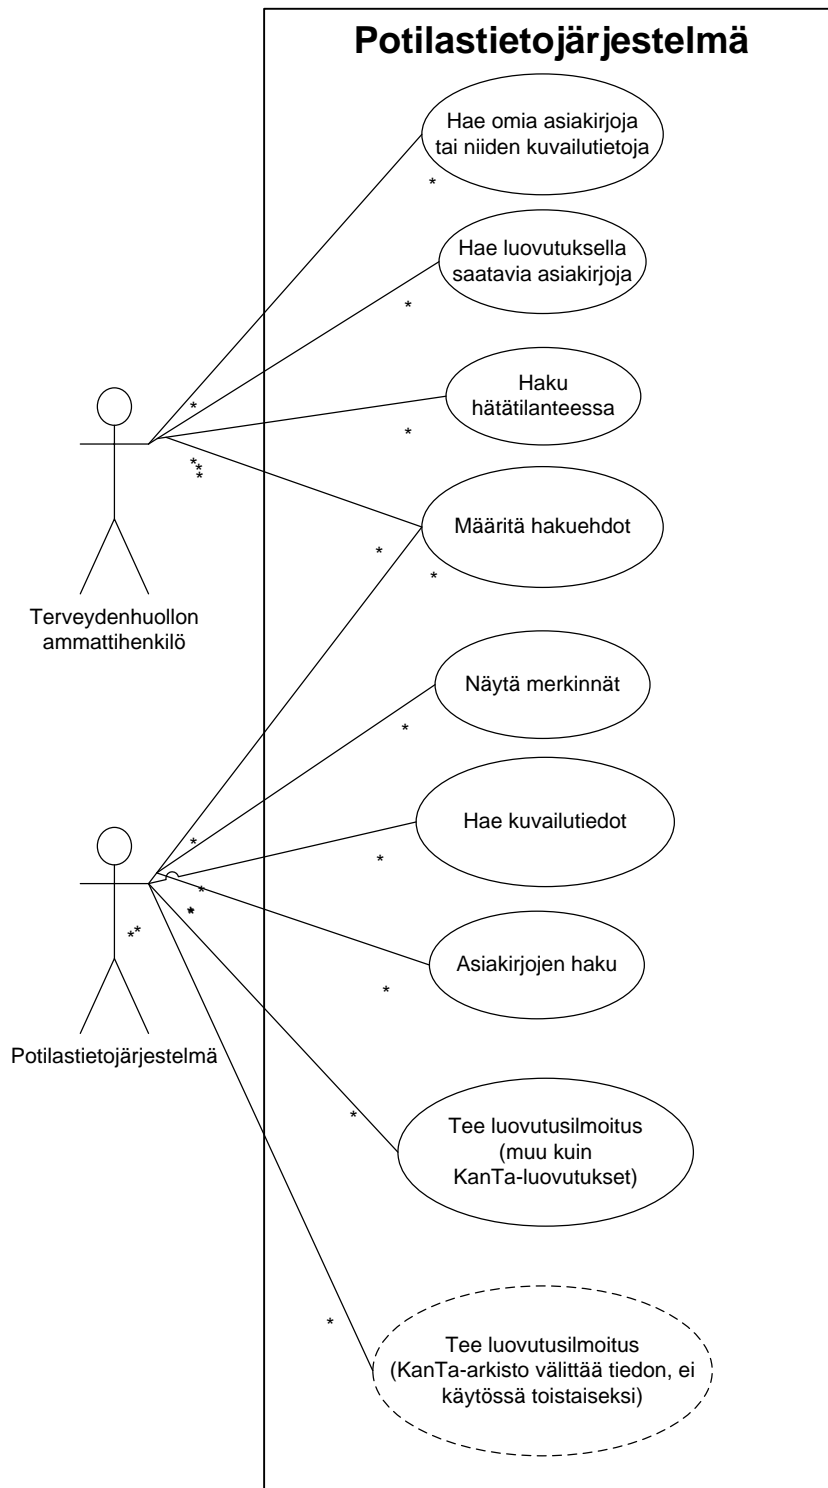 Potilastietojärjestelmä
Hae omia asiakirjoja
tai niiden kuvailutietoja
*
Hae luovutuksella
saatavia asiakirjoja
*
Haku
hätätilanteessa
*
*
*
*
*
Määritä hakuehdot
*
*
Terveydenhuollon
ammattihenkilö
Näytä merkinnät
*
Hae kuvailutiedot
*
*
*
*
*
*
*
Asiakirjojen haku
*
Potilastietojärjestelmä
Tee luovutusilmoitus
(muu kuin
KanTa-luovutukset)
*
Tee luovutusilmoitus
(KanTa-arkisto välittää tiedon, ei
käytössä toistaiseksi)
*